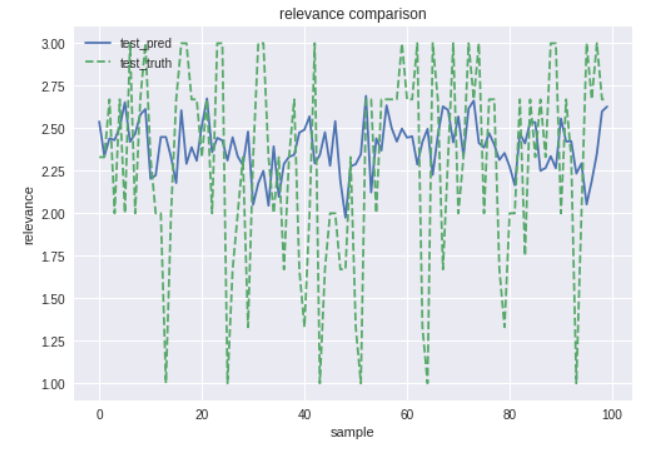 relevance comparison
test_pred
test_truth
3.00
2.75
2.50
2.25
2.00
1.75
1.50
1.25
1.00
relevance
0 20 40 60 80 100
sample